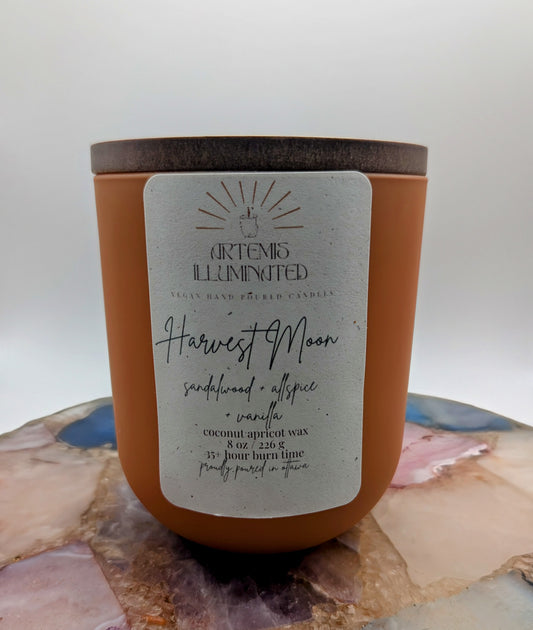 ARTEMIS
ILLUMINATED
VEGAN HAND POURED CANDLES
Harvest Moon
sandalwood + allspice
+ vanilla
coconut apricot wax
8 oz / 226 g
35+ hour burn time
proudly poured in ottawa